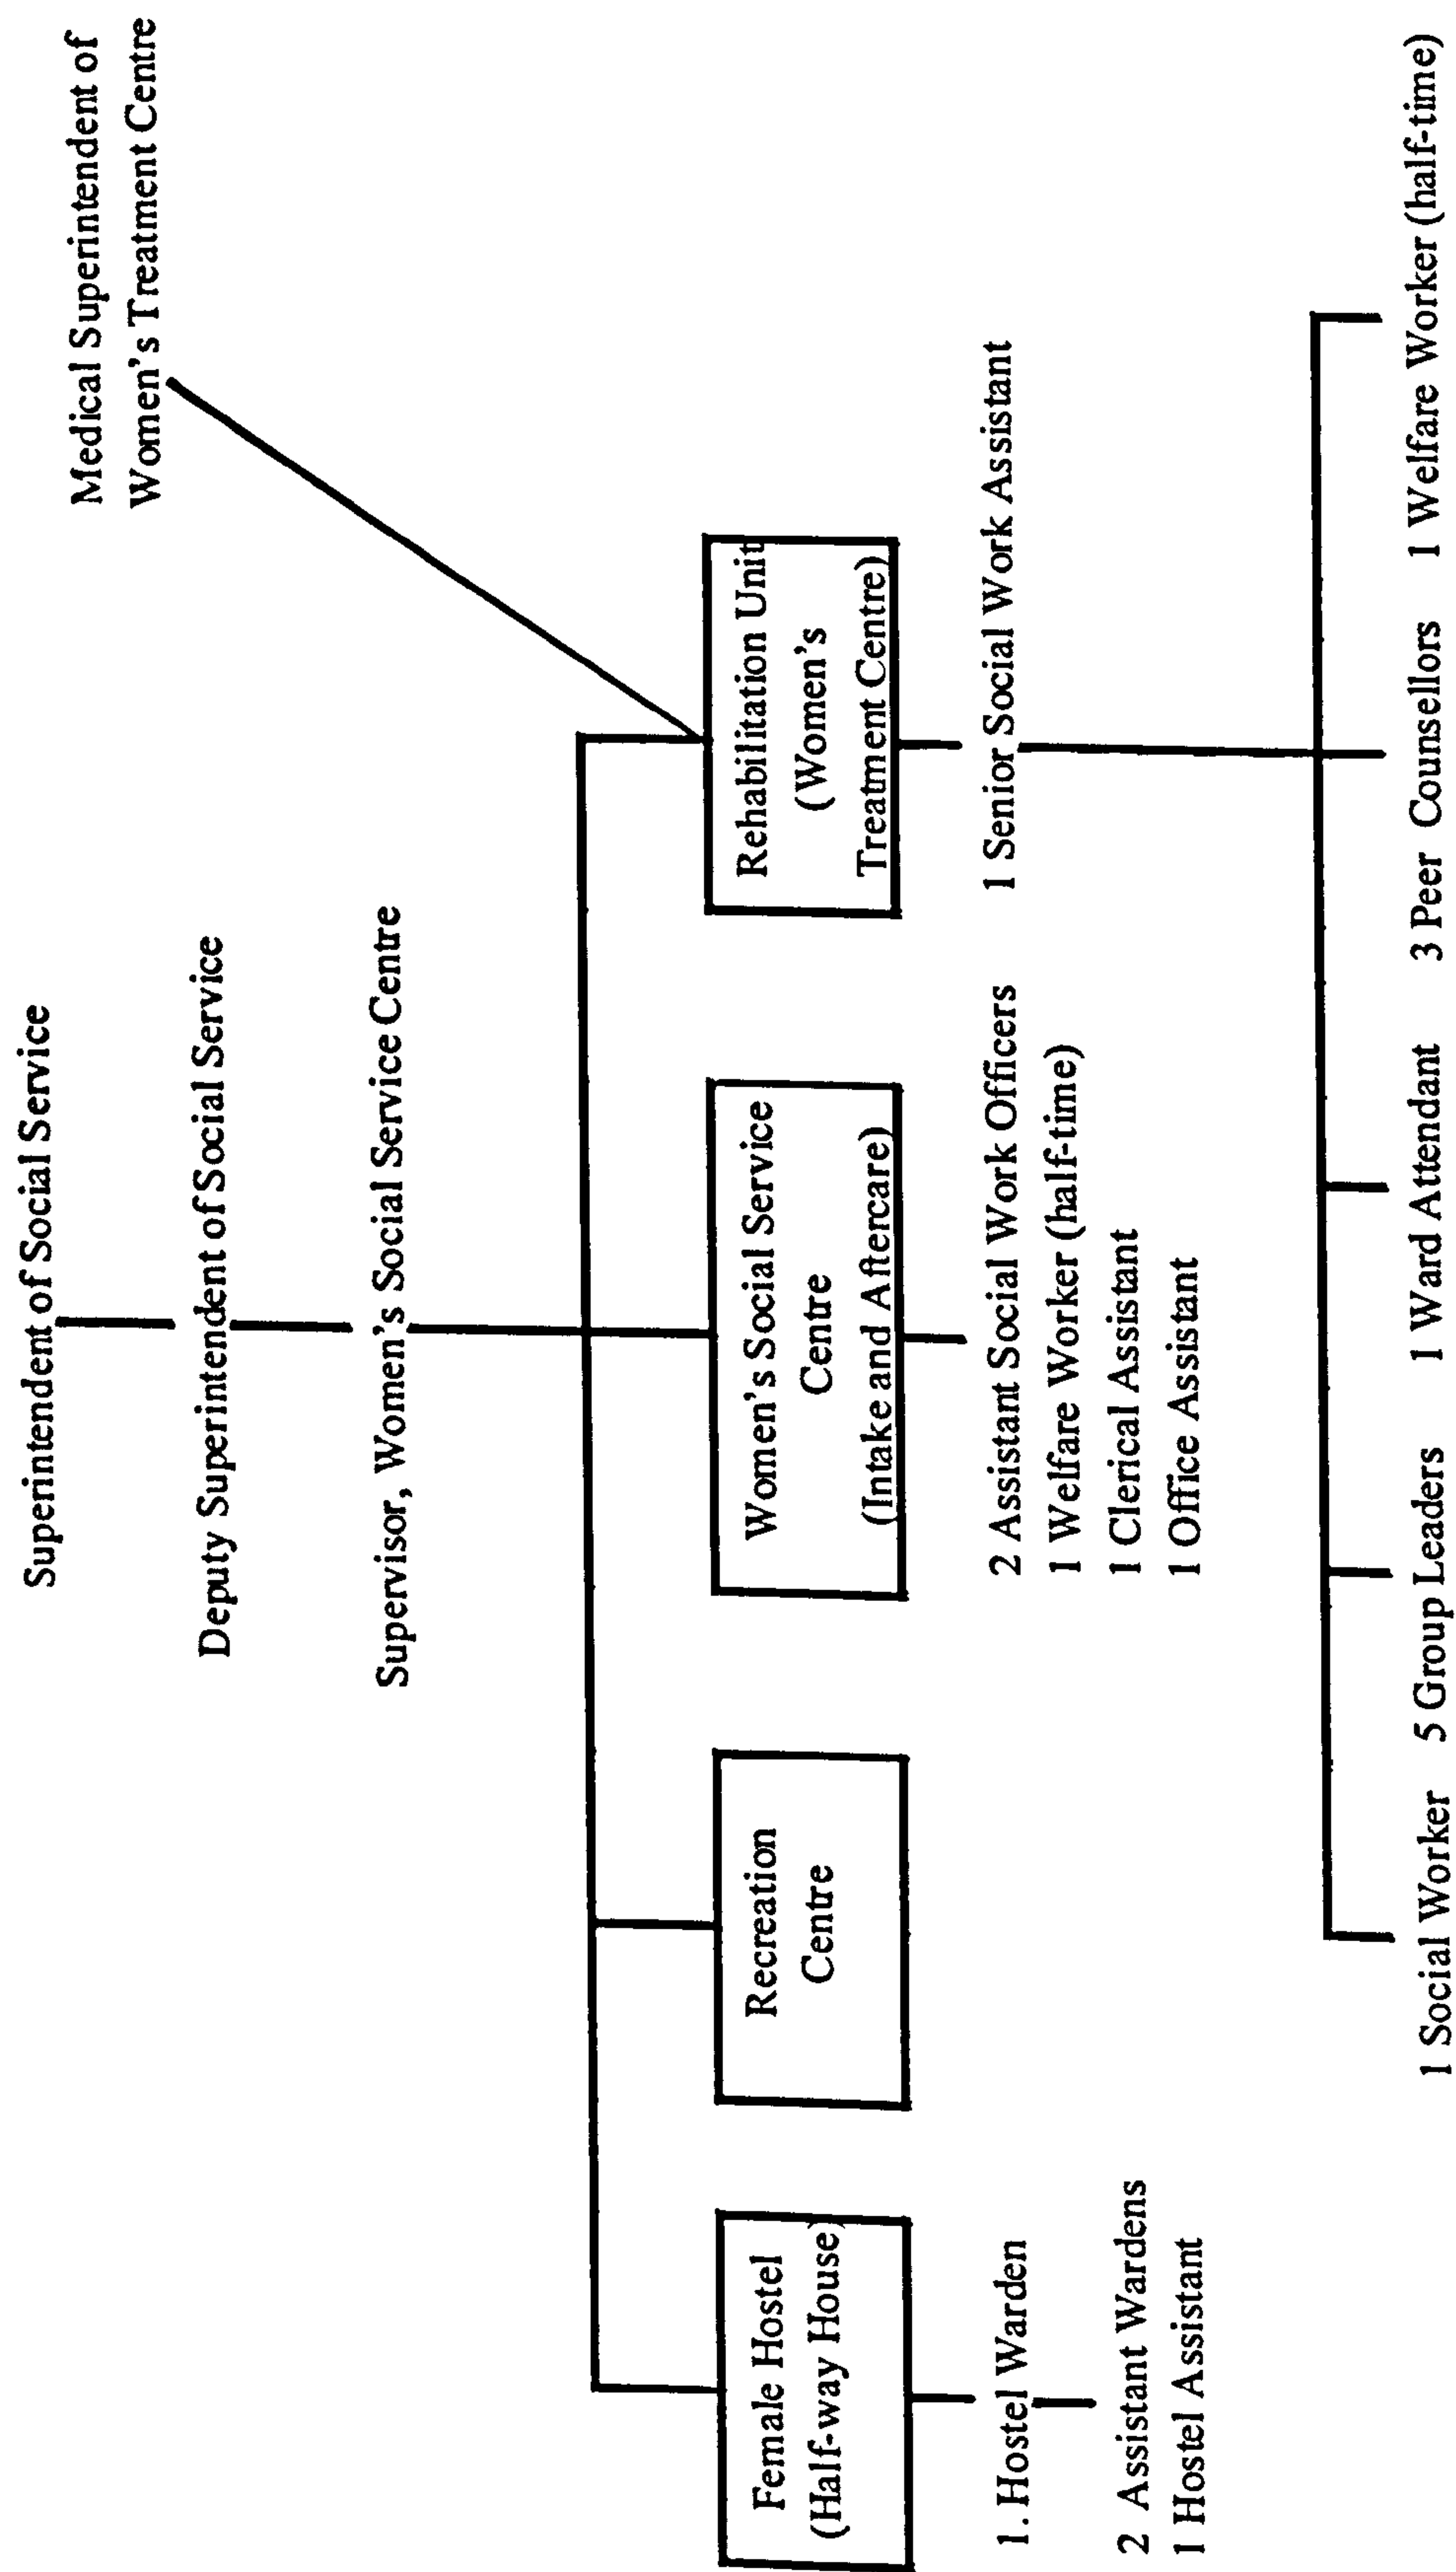 Superintendent of Social Service
Medical Superintendent of
Women's Treatment Centre
Deputy Superintendent of Social Service
Supervisor, Women's Social Service Centre
Female Hostel
(Half-way House)
Recreation
Centre
Women's Social Service
Centre
(Intake and Aftercare)
Rehabilitation Unit
(Women's
Treatment Centre)
1. Hostel Warden
2 Assistant Wardens
1 Hostel Assistant
2 Assistant Social Work Officers
1 Welfare Worker (half-time)
1 Clerical Assistant
1 Office Assistant
1 Senior Social Work Assistant
1 Social Worker
5 Group Leaders
1 Ward Attendant
3 Peer Counsellors
1 Welfare Worker (half-time)